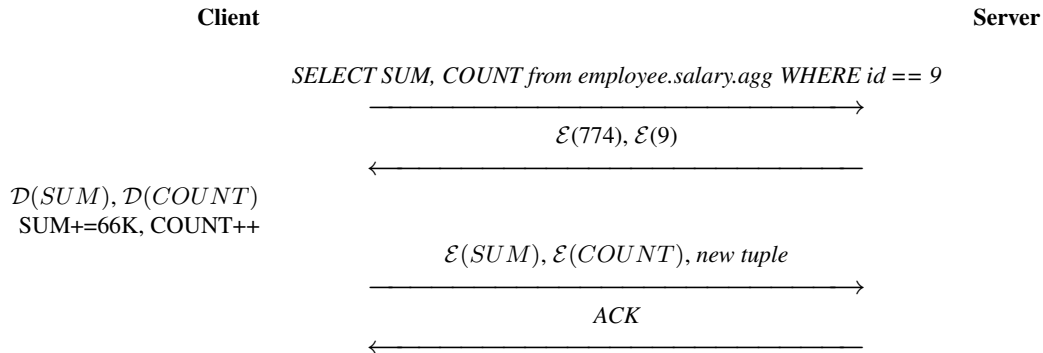 Client Server
SELECT SUM, COUNT from employee.salary.agg WHERE id == 9
ℰ(774), ℰ(9)
𝒟(SUM), 𝒟(COUNT)
SUM+=66K, COUNT++
ℰ(SUM), ℰ(COUNT), new tuple
ACK